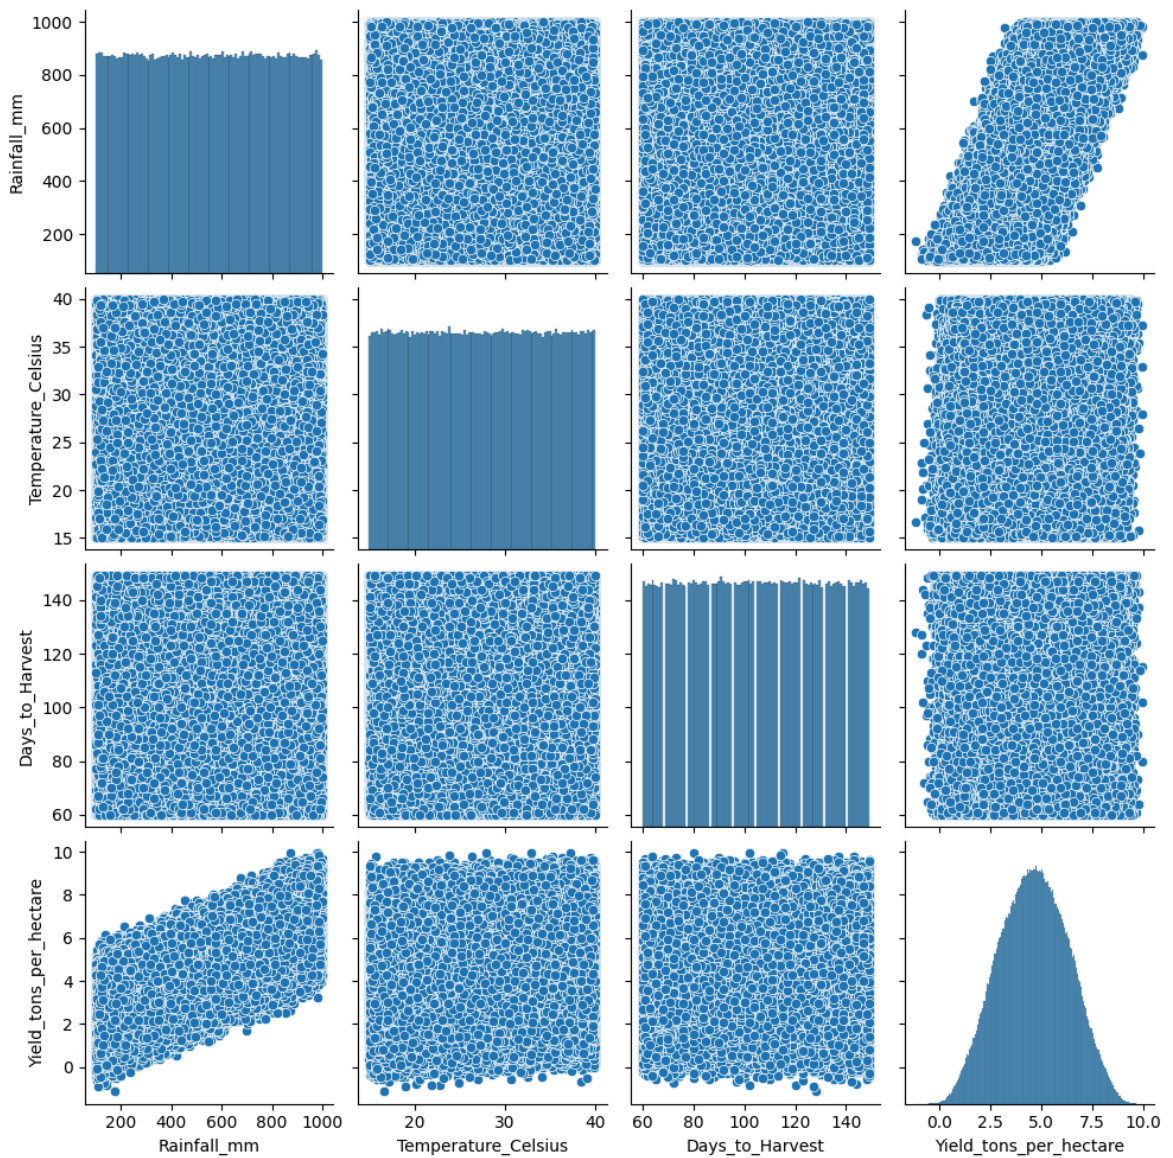 1000
800
600
400
200
Rainfall_mm
40
35
30
25
20
15
Temperature_Celsius
140
120
100
80
60
Days_to_Harvest
10
8
6
4
2
0
Yield_tons_per_hectare
200 400 600 800 1000
Rainfall_mm
20 30 40
Temperature_Celsius
60 80 100 120 140
Days_to_Harvest
0.0 2.5 5.0 7.5 10.0
Yield_tons_per_hectare